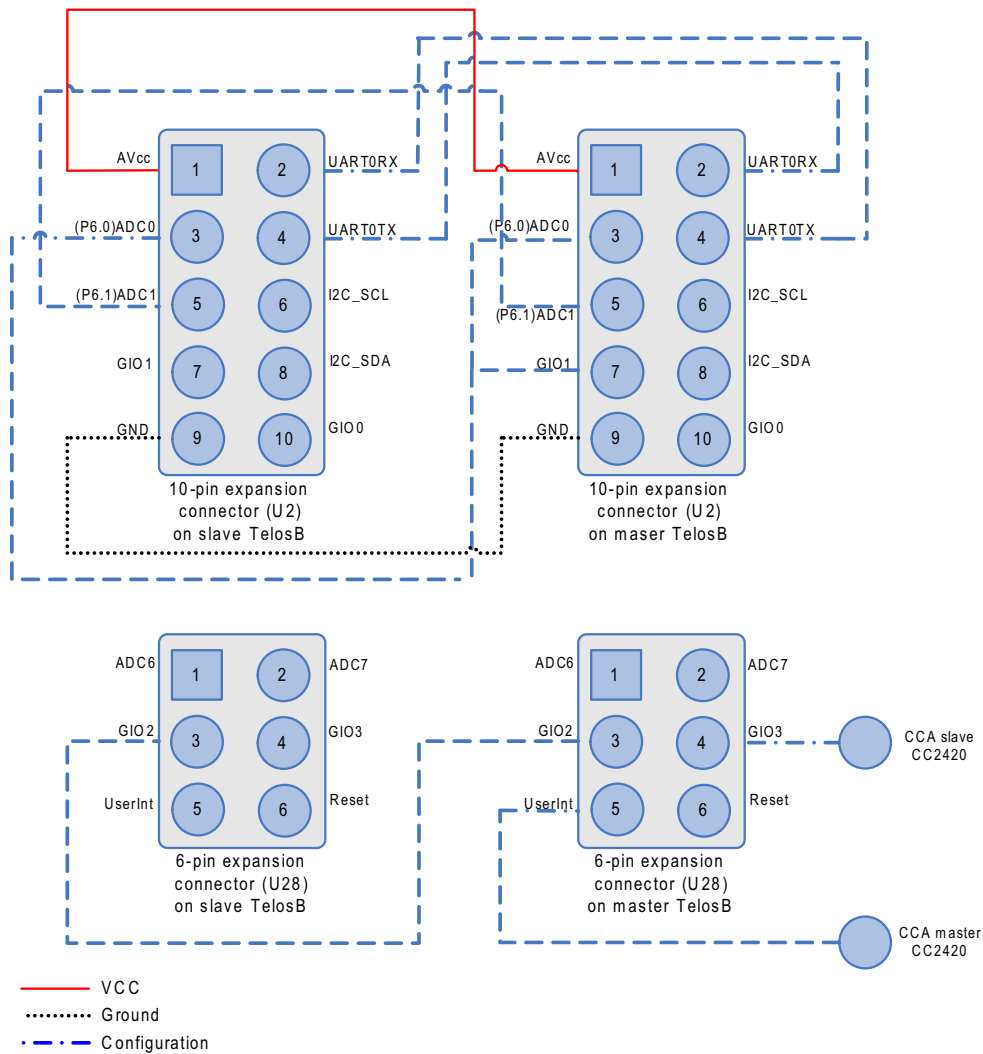 AVcc
1
2
UART0RX
(P6.0)ADC0
3
4
UART0TX
(P6.1)ADC1
5
6
I2C_SCL
GIO1
7
8
I2C_SDA
GND
9
10
GIO0
10-pin expansion
connector (U2)
on slave TelosB
AVcc
1
2
UART0RX
(P6.0)ADC0
3
4
UART0TX
(P6.1)ADC1
5
6
I2C_SCL
GIO1
7
8
I2C_SDA
GND
9
10
GIO0
10-pin expansion
connector (U2)
on maser TelosB
ADC6
1
2
ADC7
GIO2
3
4
GIO3
UserInt
5
6
Reset
6-pin expansion
connector (U28)
on slave TelosB
ADC6
1
2
ADC7
GIO2
3
4
GIO3
UserInt
5
6
Reset
6-pin expansion
connector (U28)
on master TelosB
CCA slave
CC2420
CCA master
CC2420
VCC
Ground
Configuration